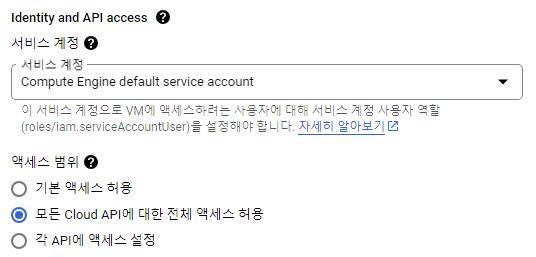 Identity and API access
서비스 계정
서비스 계정
Compute Engine default service account
이 서비스 계정으로 VM에 액세스하려는 사용자에 대해 서비스 계정 사용자 역할
(roles/iam.serviceAccountUser)을 설정해야 합니다. 자세히 알아보기
액세스 범위
기본 액세스 허용
모든 Cloud API에 대한 전체 액세스 허용
각 API에 액세스 설정